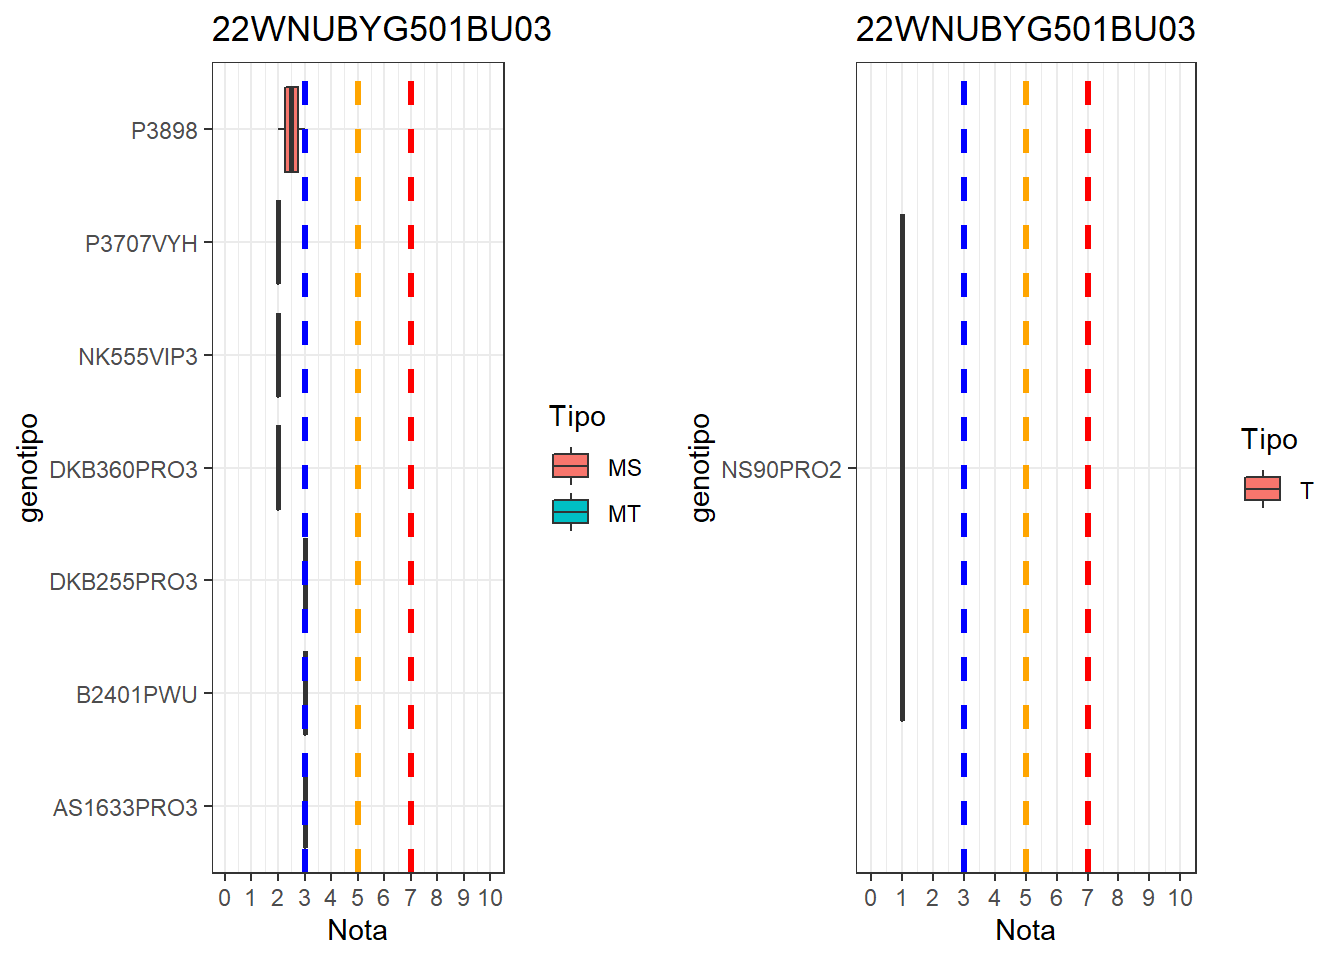 22WNUBYG501BU03
genotipo
P3898
P3707VYH
NK555VIP3
DKB360PRO3
DKB255PRO3
B2401PWU
AS1633PRO3
0 1 2 3 4 5 6 7 8 9 10
Nota
Tipo
MS
MT
22WNUBYG501BU03
genotipo
NS90PRO2
0 1 2 3 4 5 6 7 8 9 10
Nota
Tipo
T